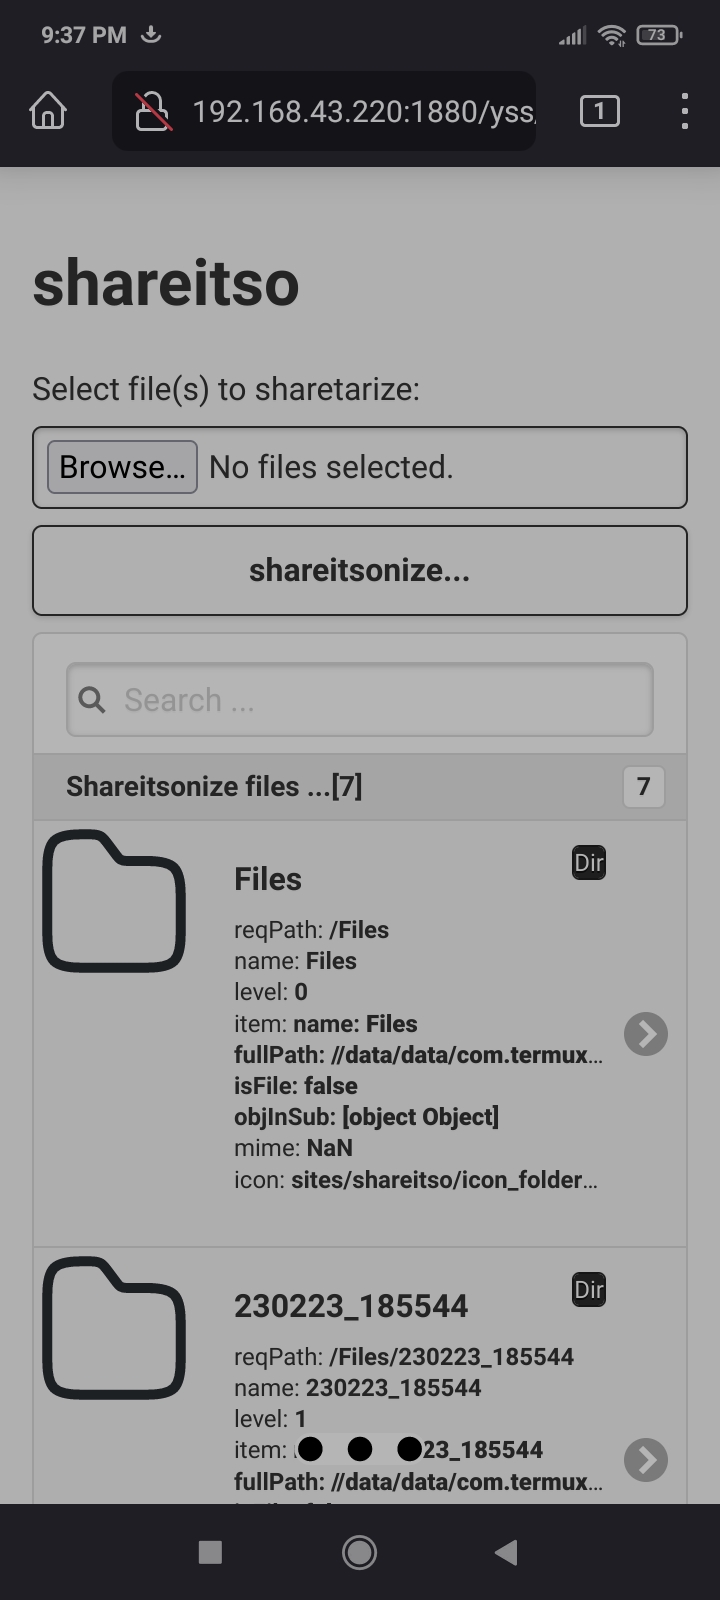 9:37 PM
73
192.168.43.220:1880/yss
1
shareitso
Select file(s) to sharetarize:
Browse... No files selected.
shareitsonize...
Search ...
Shareitsonize files ...[7]
7
Files
Dir
reqPath: /Files
name: Files
level: 0
item: name: Files
fullPath: //data/data/com.termux...
isFile: false
objInSub: [object Object]
mime: NaN
icon: sites/shareitso/icon_folder...
230223_185544
Dir
reqPath: /Files/230223_185544
name: 230223_185544
level: 1
item: 23_185544
fullPath: //data/data/com.termux...